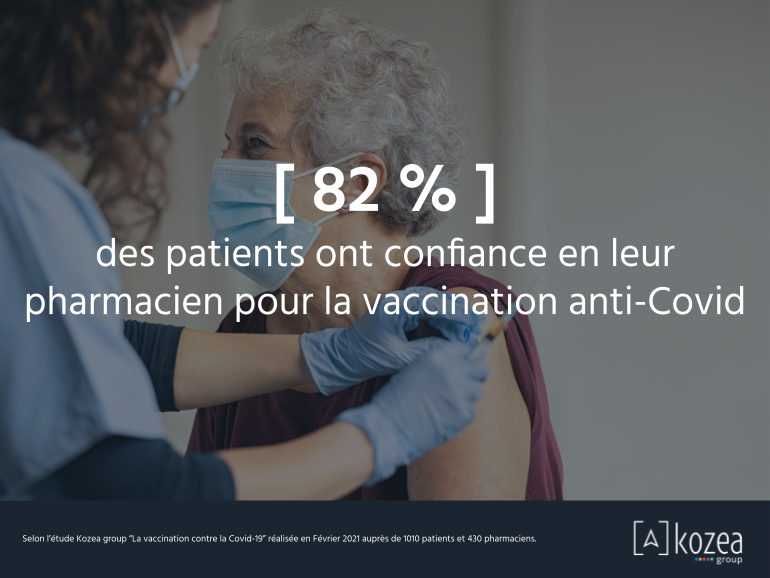 [ 82 % ]
des patients ont confiance en leur
pharmacien pour la vaccination anti-Covid
Selon l'étude Kozea group "La vaccination contre la Covid-19" réalisée en Février 2021 auprès de 1010 patients et 430 pharmaciens.
[A] kozea
group